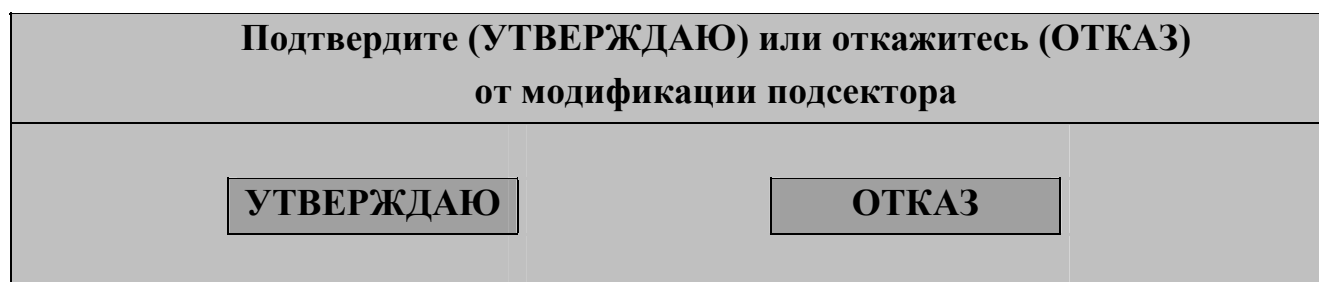 Подтвердите (УТВЕРЖДАЮ) или откажитесь (ОТКАЗ)
от модификации подсектора
УТВЕРЖДАЮ ОТКАЗ